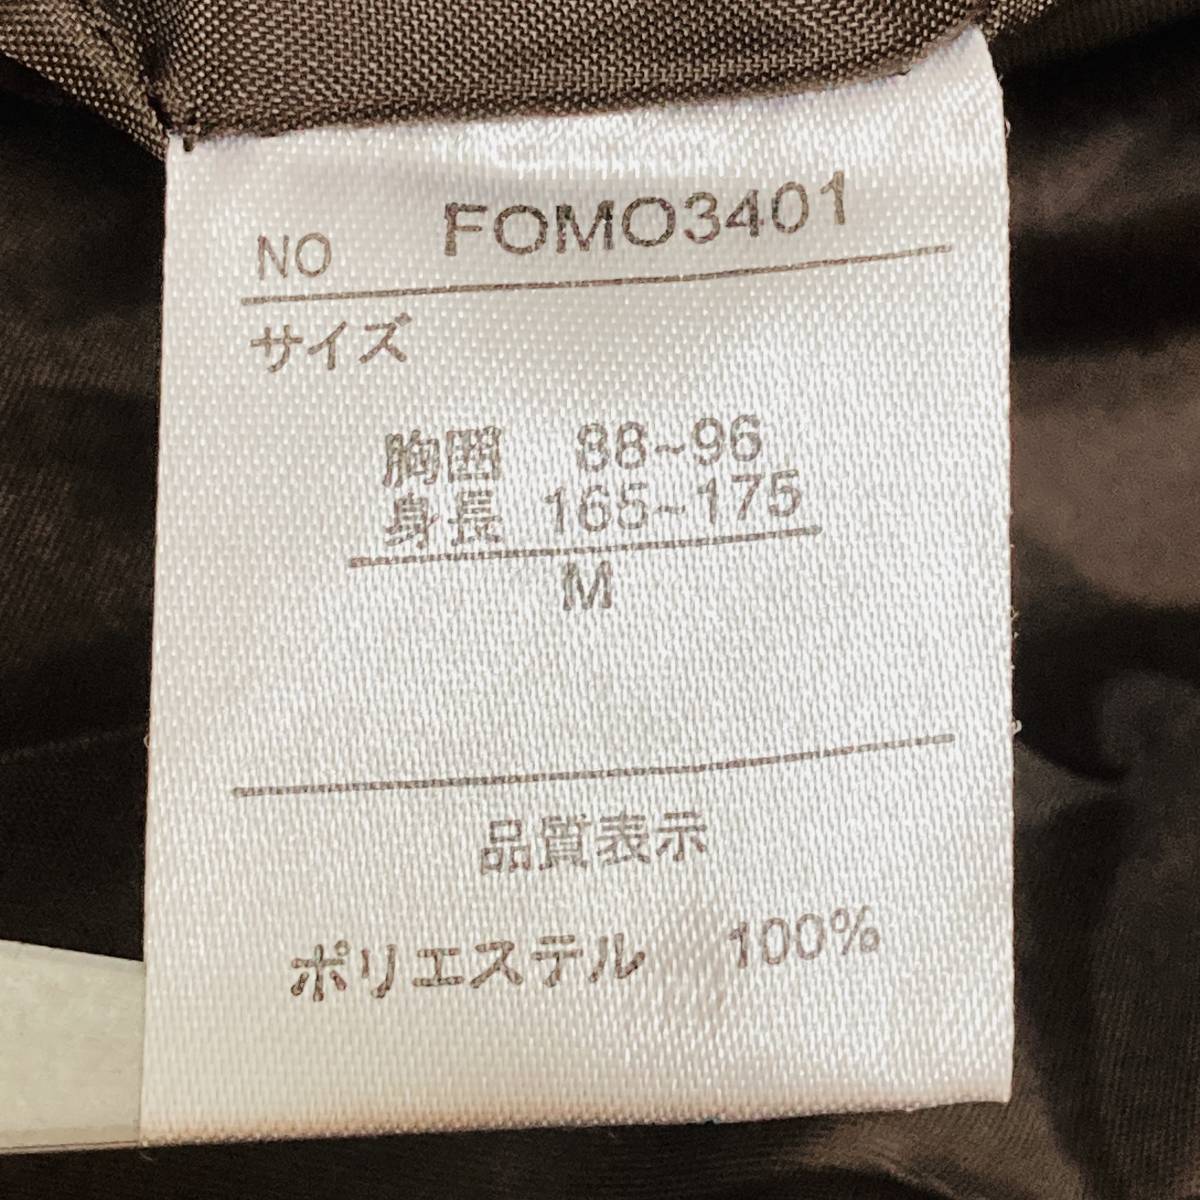 NO FOMO3401
サイズ
胸囲 88~96
身長 165~175
M
品質表示
ポリエステル 100%